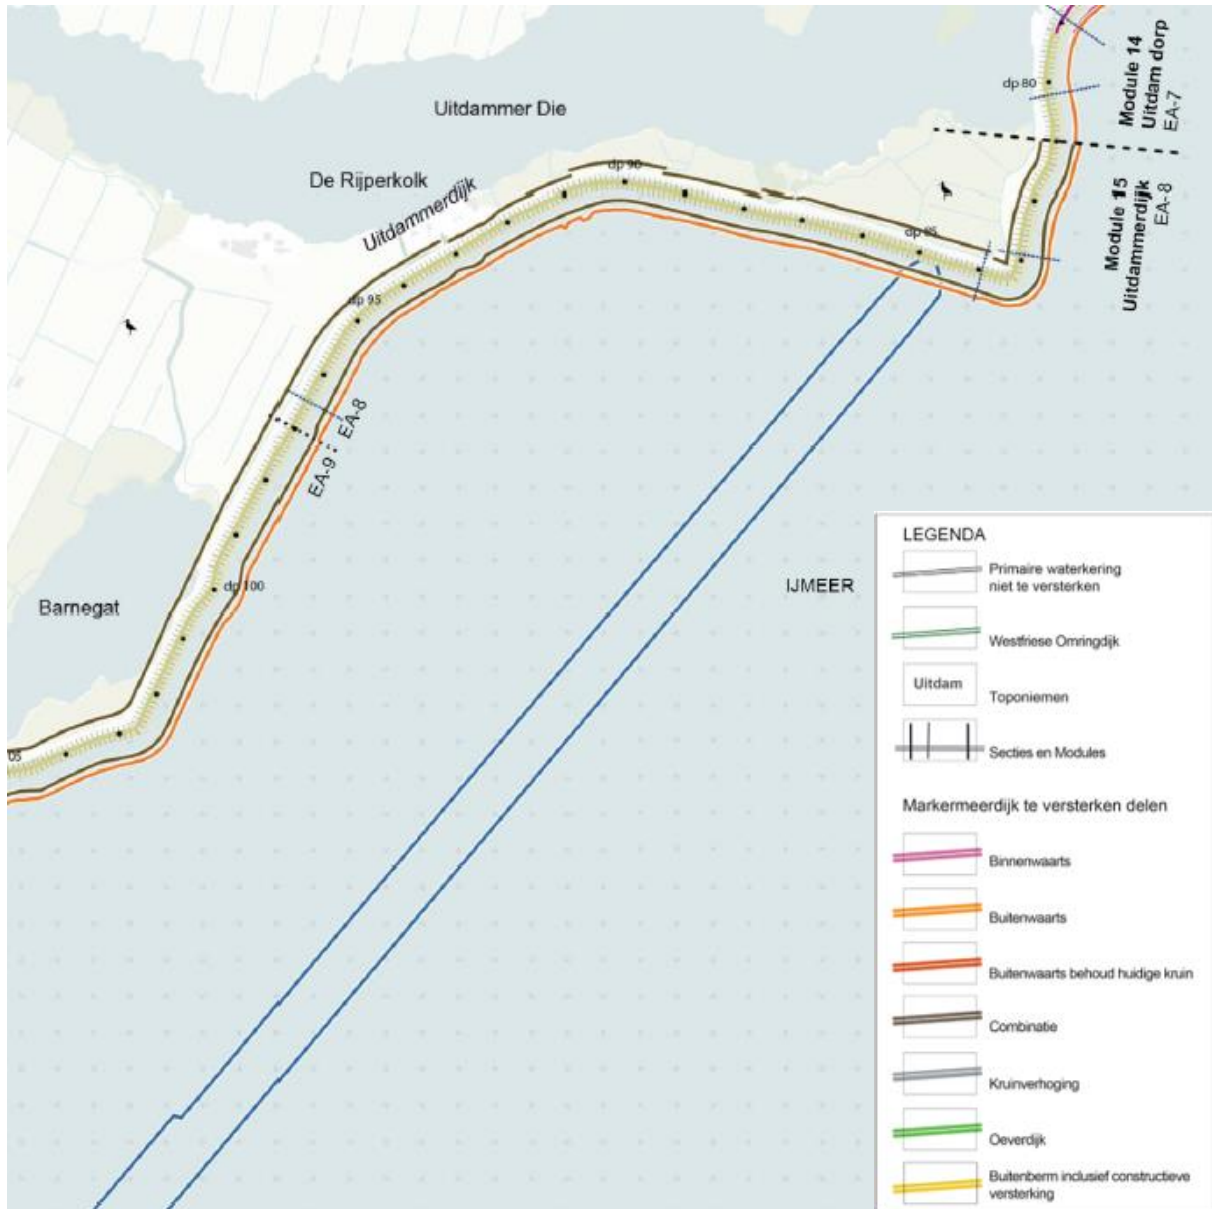 Module 14
Uitdam dorp
EA-7
dp 80
Uitdammer Die
dp 90
De Rijperkolk
Uitdammerdijk
Module 15
Uitdammerdijk
EA-8
dp 85
dp 95
EA-8
EA-9
dp 100
Barnegat
IJMEER
05
LEGENDA
Primaire waterkering
niet te versterken
Westfriese Omringdijk
Uitdam
Toponiemen
Secties en Modules
Markermeerdijk te versterken delen
Binnenwaarts
Buitenwaarts
Buitenwaarts behoud huidige kruin
Combinatie
Kruinverhoging
Oeverdijk
Buitenberm inclusief constructieve
versterking